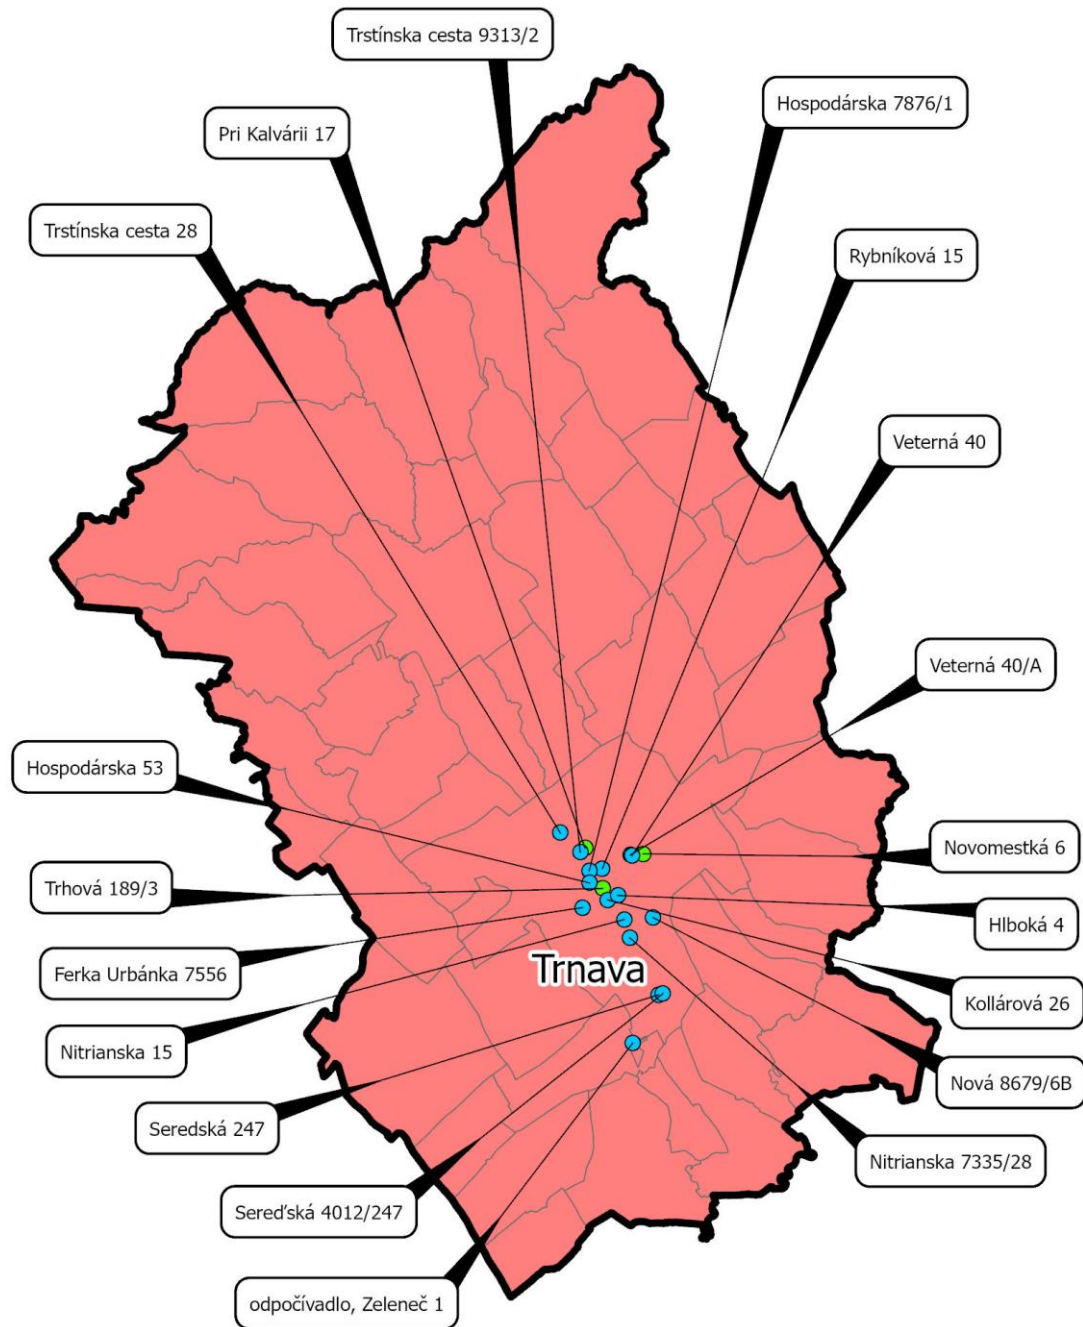 Trstínska cesta 9313/2
Hospodárska 7876/1
Pri Kalvárii 17
Trstínska cesta 28
Rybníková 15
Veterná 40
Veterná 40/A
Hospodárska 53
Novomestká 6
Trhová 189/3
Hlboká 4
Ferka Urbánka 7556
Trnava
Kollárová 26
Nitrianska 15
Nová 8679/6B
Seredská 247
Nitrianska 7335/28
Sereďská 4012/247
odpočívadlo, Zeleneč 1